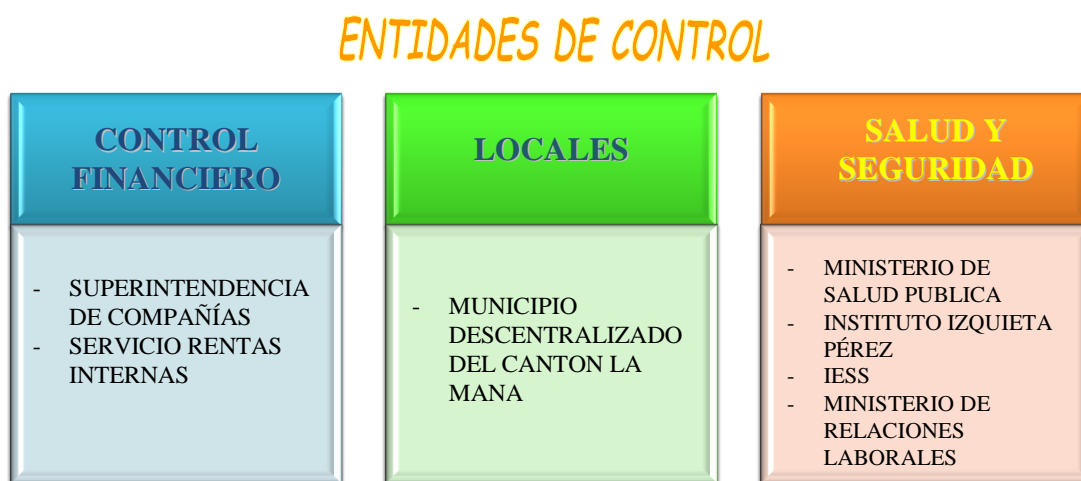 ENTIDADES DE CONTROL
CONTROL
FINANCIERO
- SUPERINTENDENCIA
DE COMPAÑÍAS
- SERVICIO RENTAS
INTERNAS
LOCALES
- MUNICIPIO
DESCENTRALIZADO
DEL CANTON LA
MANA
SALUD Y
SEGURIDAD
- MINISTERIO DE
SALUD PUBLICA
- INSTITUTO IZQUIETA
PÉREZ
- IESS
- MINISTERIO DE
RELACIONES
LABORALES